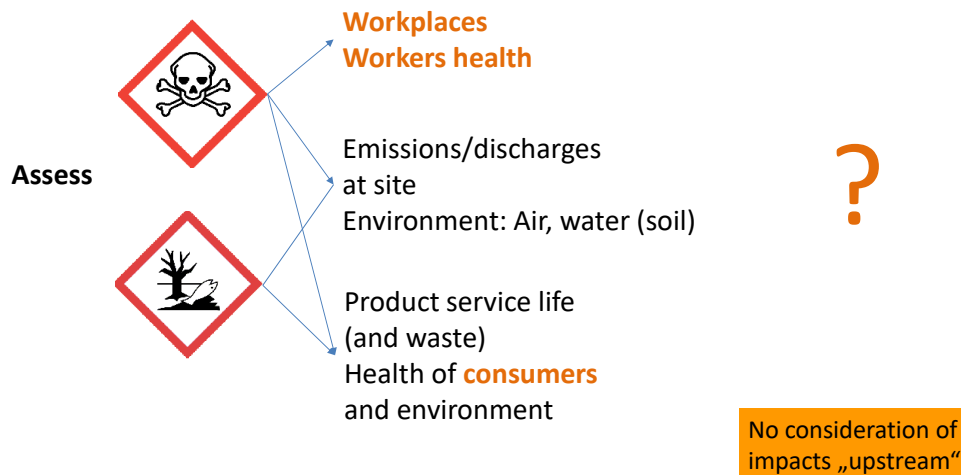 Workplaces
Workers health
Assess
Emissions/discharges
at site
Environment: Air, water (soil)
?
Product service life
(and waste)
Health of consumers
and environment
No consideration of
impacts „upstream“